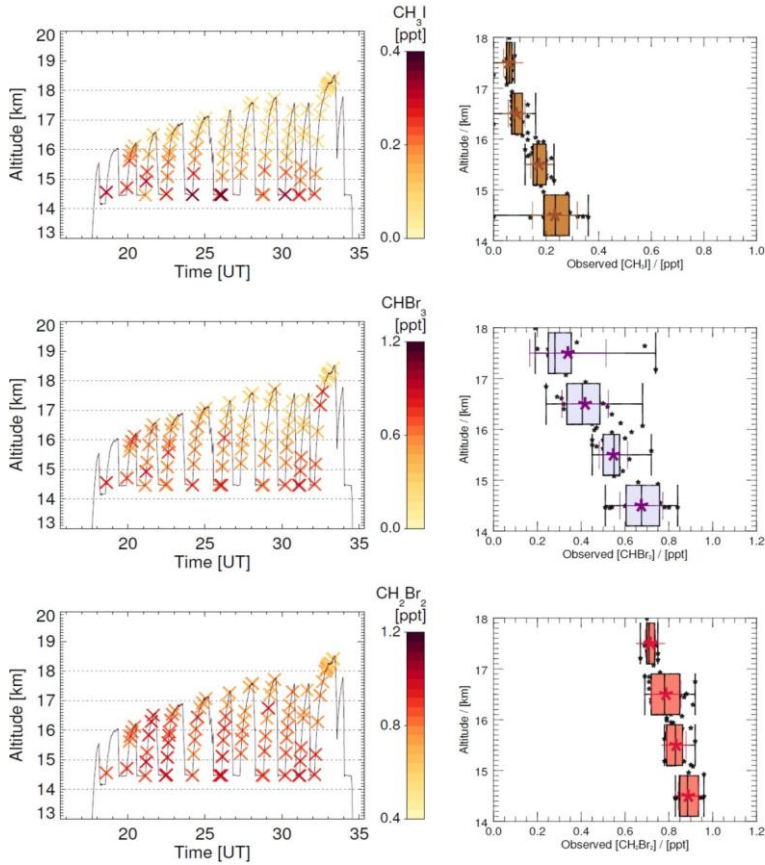 CH3I
[ppt]
20
19
18
17
16
15
14
13
Altitude [km]
20 25 30 35
Time [UT]
0.4
0.2
0.0
18
17
16
15
14
Altitude / [km]
0.0 0.2 0.4 0.6 0.8 1.0
Observed [CH3I] / [ppt]
CHBr3
[ppt]
20
19
18
17
16
15
14
13
Altitude [km]
20 25 30 35
Time [UT]
1.2
0.6
0.0
18
17
16
15
14
Altitude / [km]
0.0 0.2 0.4 0.6 0.8 1.0 1.2
Observed [CHBr3] / [ppt]
CH2Br2
[ppt]
20
19
18
17
16
15
14
13
Altitude [km]
20 25 30 35
Time [UT]
1.2
0.8
0.4
18
17
16
15
14
Altitude / [km]
0.0 0.2 0.4 0.6 0.8 1.0 1.2
Observed [CH2Br2] / [ppt]